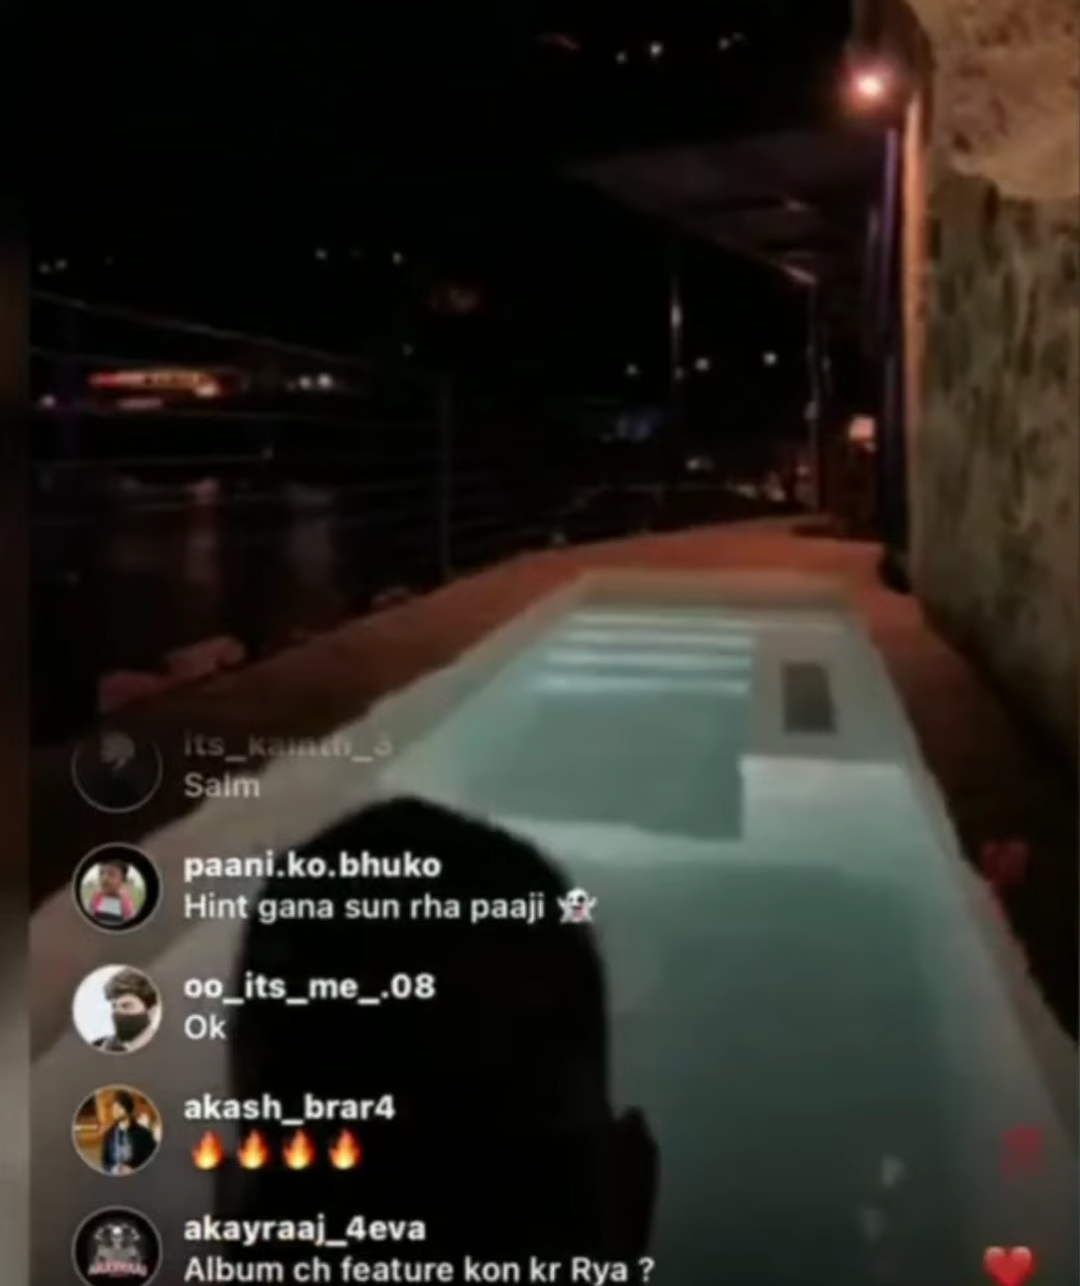 its_kainth_3
Salm
paani.ko.bhuko
Hint gana sun rha paaji 👻
oo_its_me_.08
Ok
akash_brar4
🔥🔥🔥🔥
akayraaj_4eva
Album ch feature kon kr Rya ?